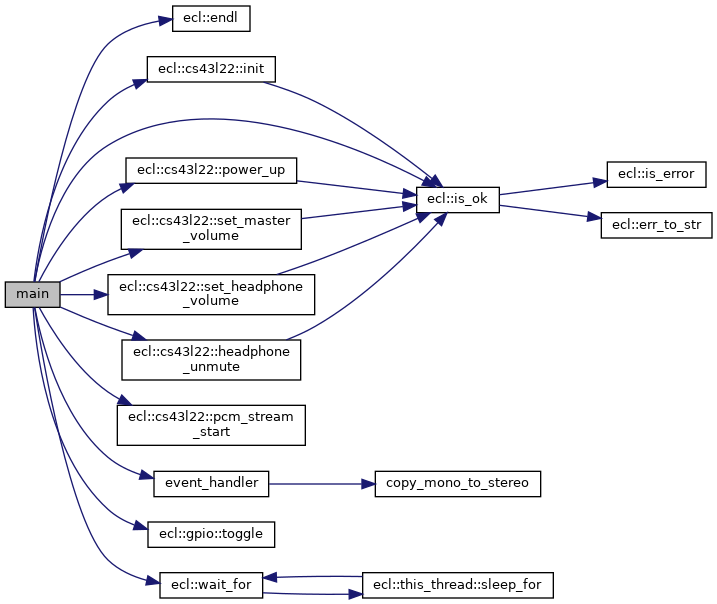 ecl::endl
ecl::cs43l22::init
ecl::cs43l22::power_up
ecl::is_error
ecl::is_ok
ecl::cs43l22::set_master
_volume
ecl::err_to_str
main
ecl::cs43l22::set_headphone
_volume
ecl::cs43l22::headphone
_unmute
ecl::cs43l22::pcm_stream
_start
event_handler
copy_mono_to_stereo
ecl::gpio::toggle
ecl::wait_for
ecl::this_thread::sleep_for